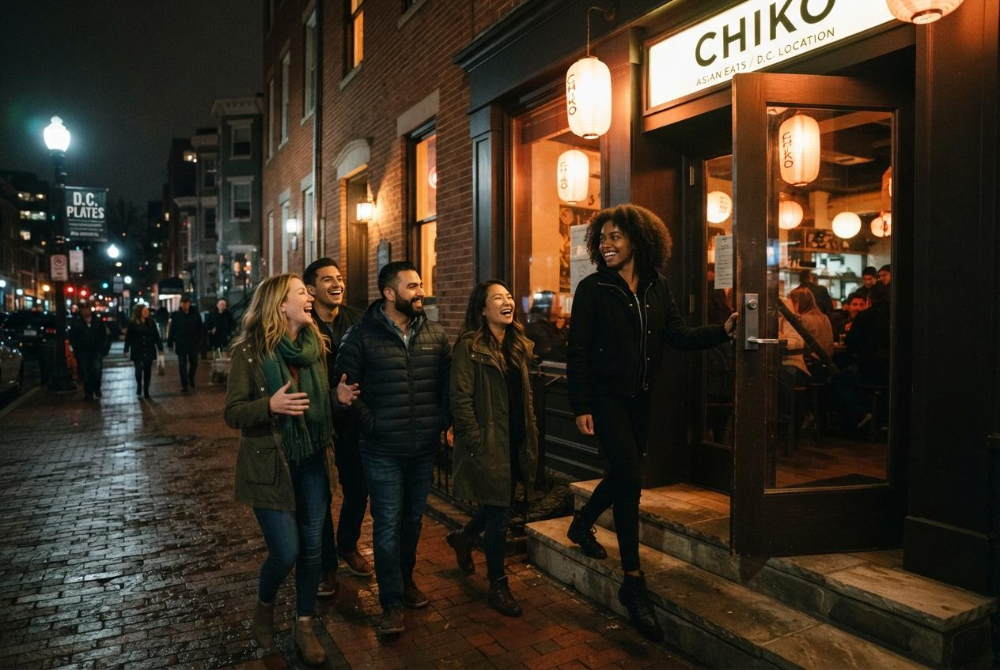 CHIKO
ASIAN EATS / D.C. LOCATION
CHIKO
CHIKO
CHIKO
D.C.
PLATES